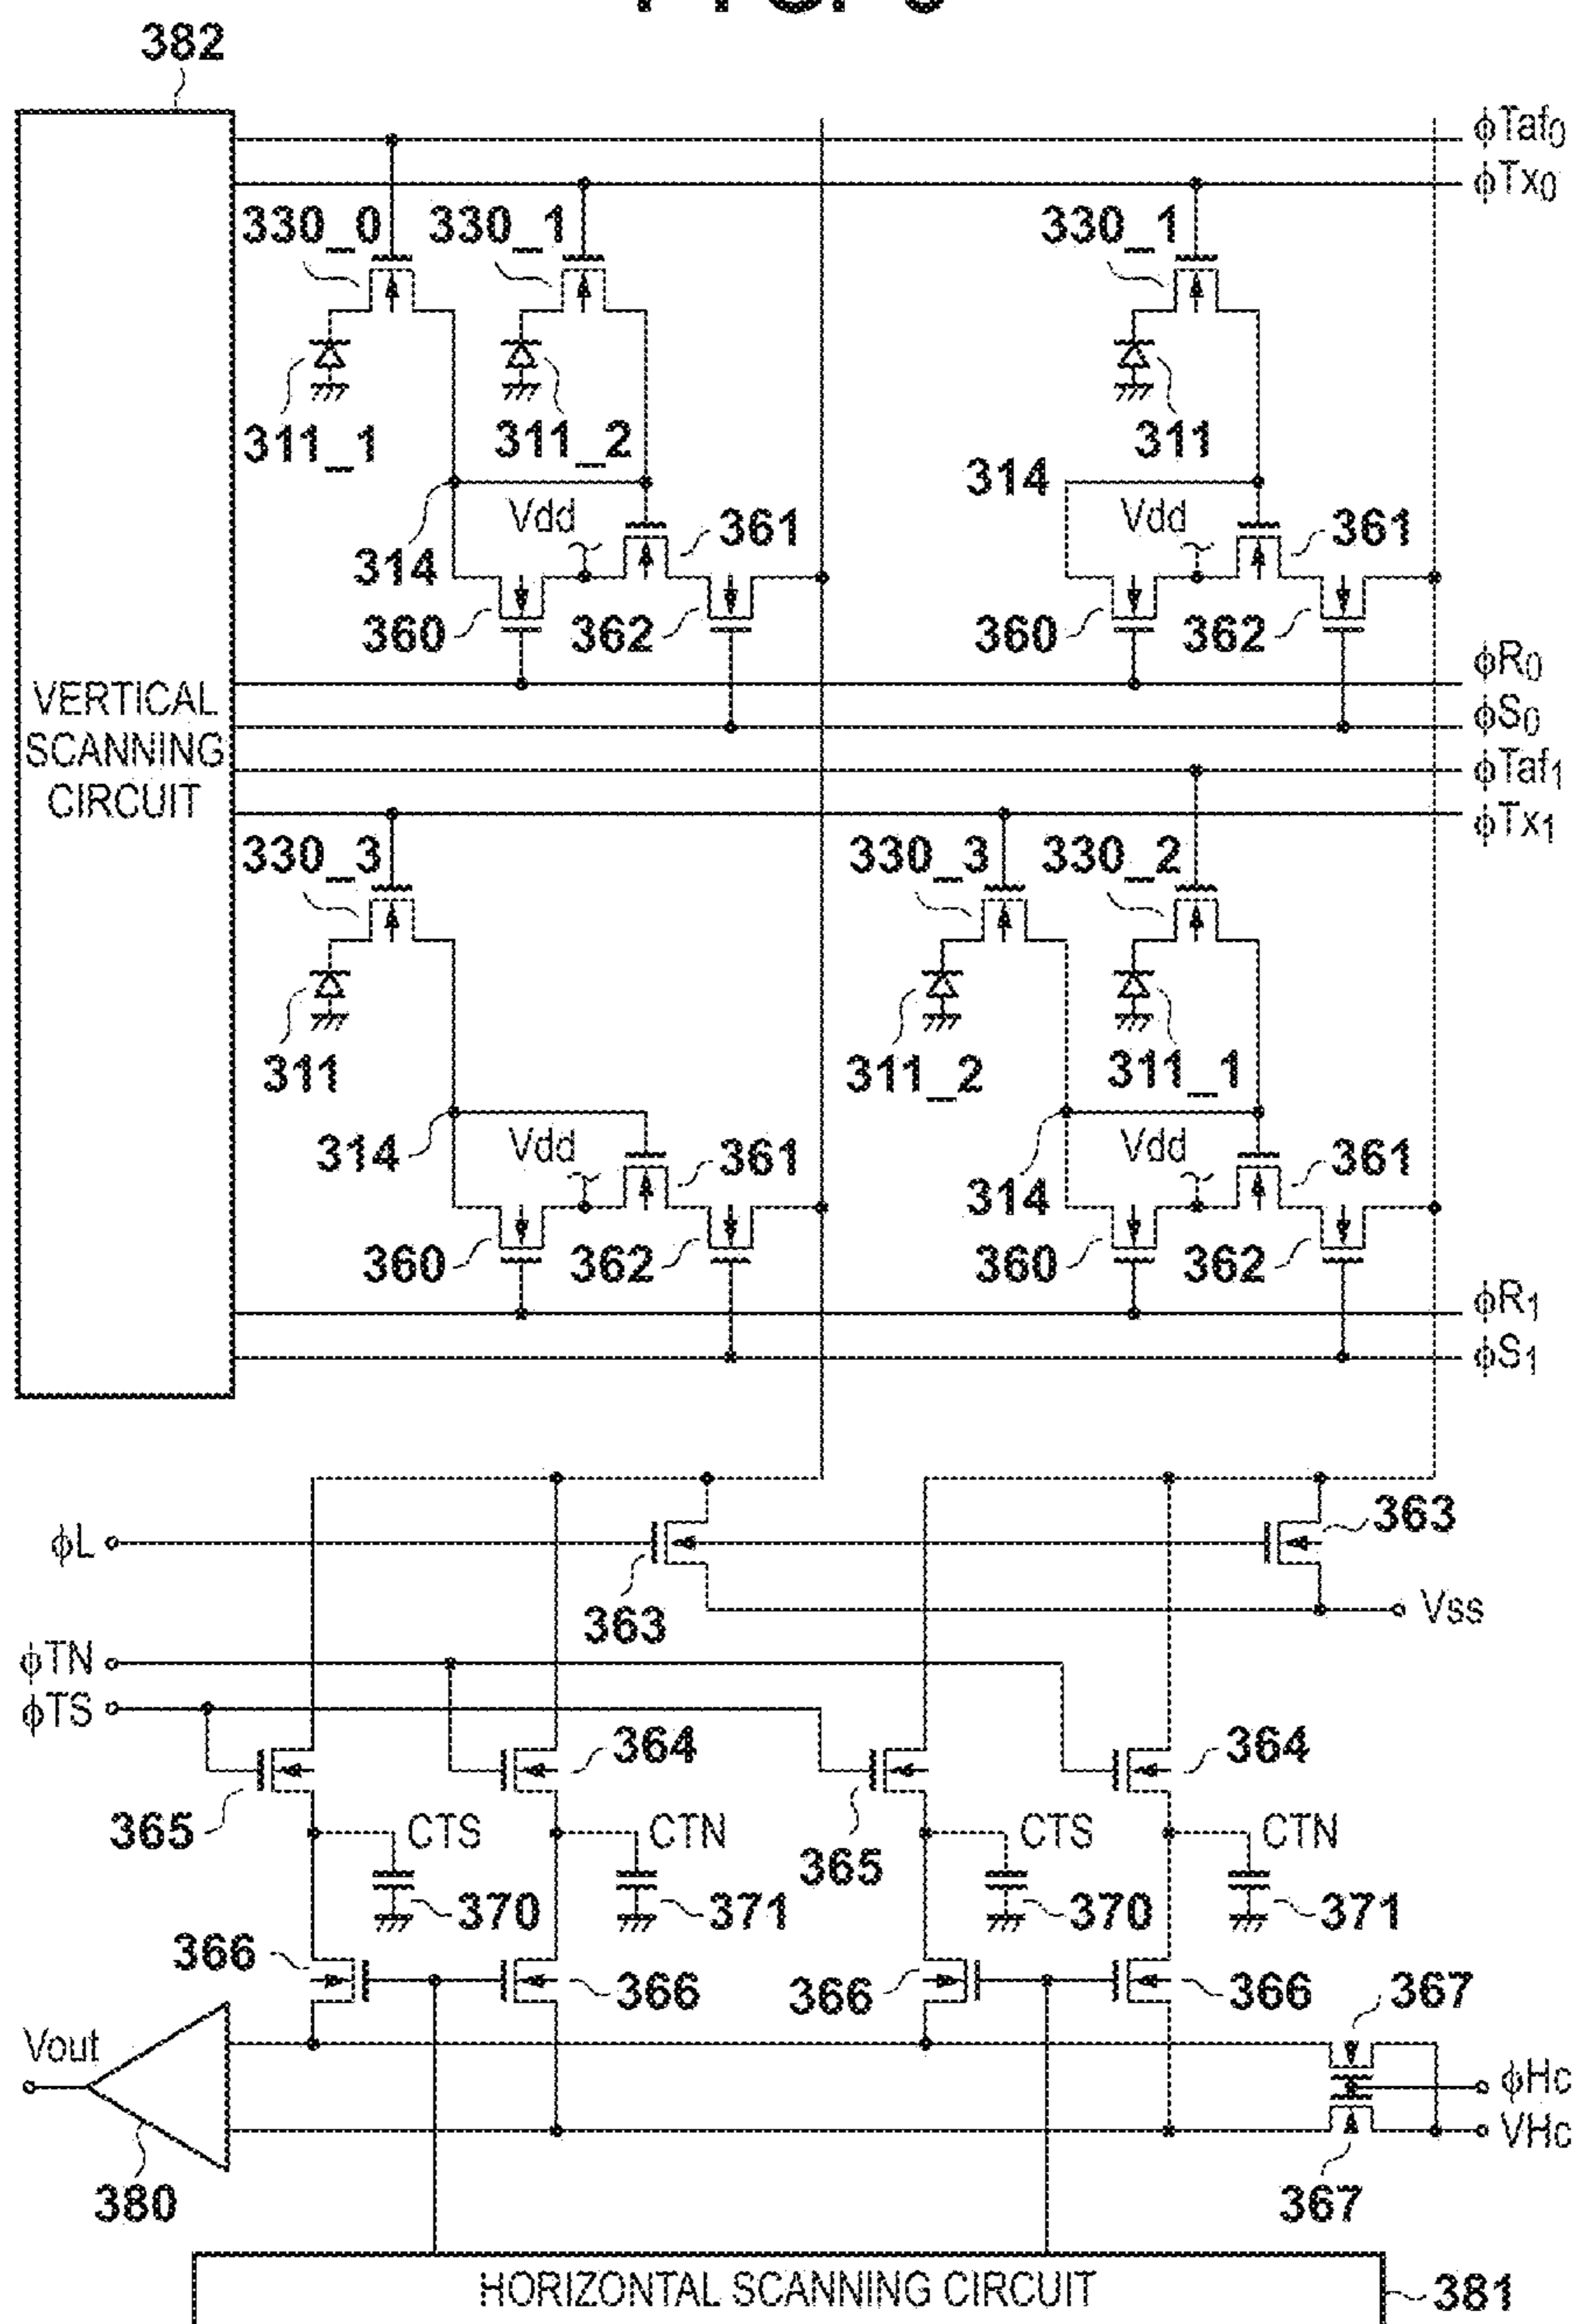 382
ϕTaf0
ϕTx0
330_0 330_1 330_1
311_1 311_2 311
314 Vdd 361 314 Vdd 361
360 362 360 362
ϕR0
ϕS0
VERTICAL
SCANNING
CIRCUIT
ϕTaf1
ϕTx1
330_3 330_3 330_2
311 311_2 311_1
314 Vdd 361 314 Vdd 361
360 362 360 362
ϕR1
ϕS1
ϕL 363 363
Vss
ϕTN
ϕTS
364 364
365 CTS CTN 365 CTS CTN
370 371 370 371
366 366 366 366 367
Vout
ϕHc
VHc
380 367
HORIZONTAL SCANNING CIRCUIT 381